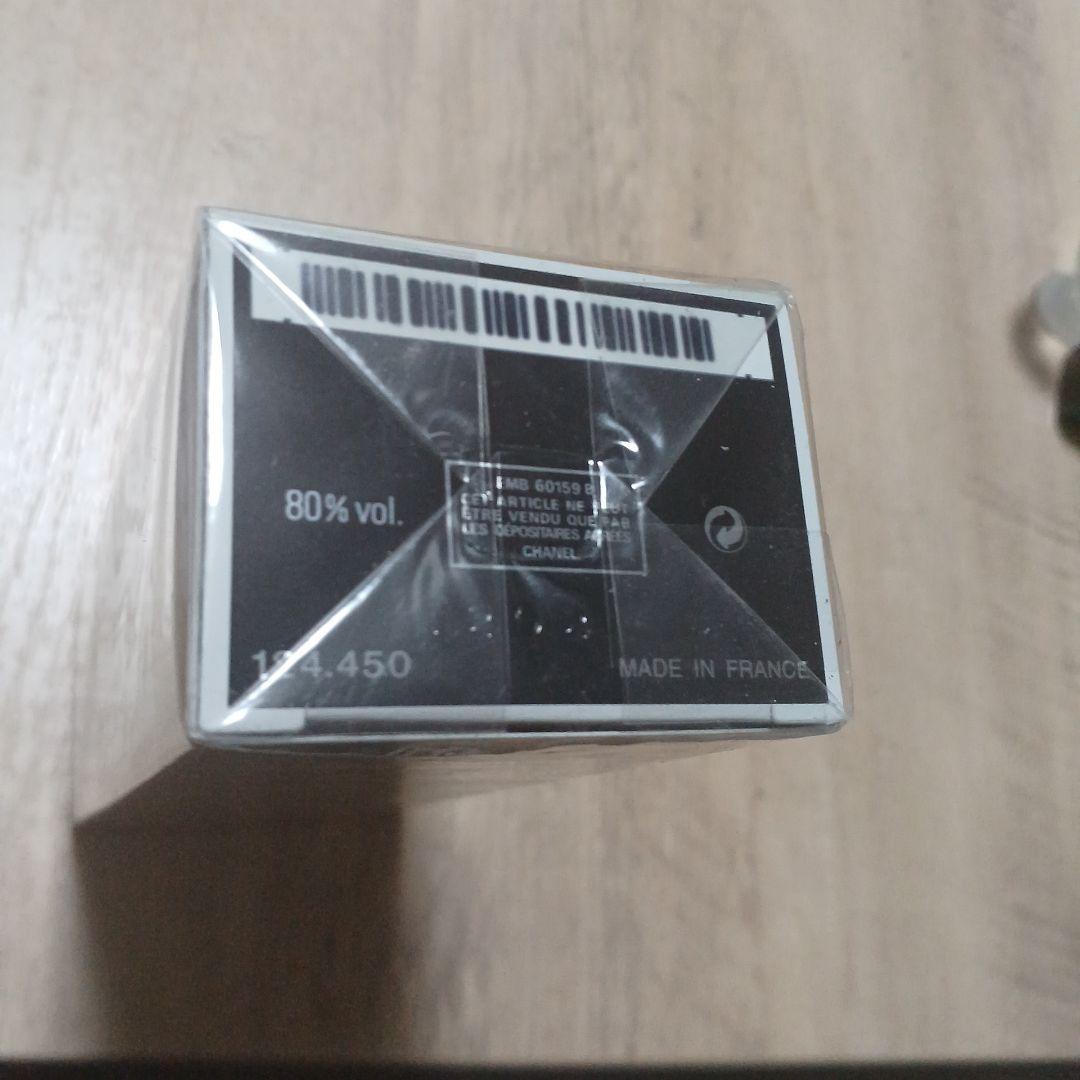 80% vol.
EMB 60159 B
CET ARTICLE NE PEUT
ÊTRE VENDU QUE PAR
LES DÉPOSITAIRES AGRÉÉS
CHANEL
124.450
MADE IN FRANCE